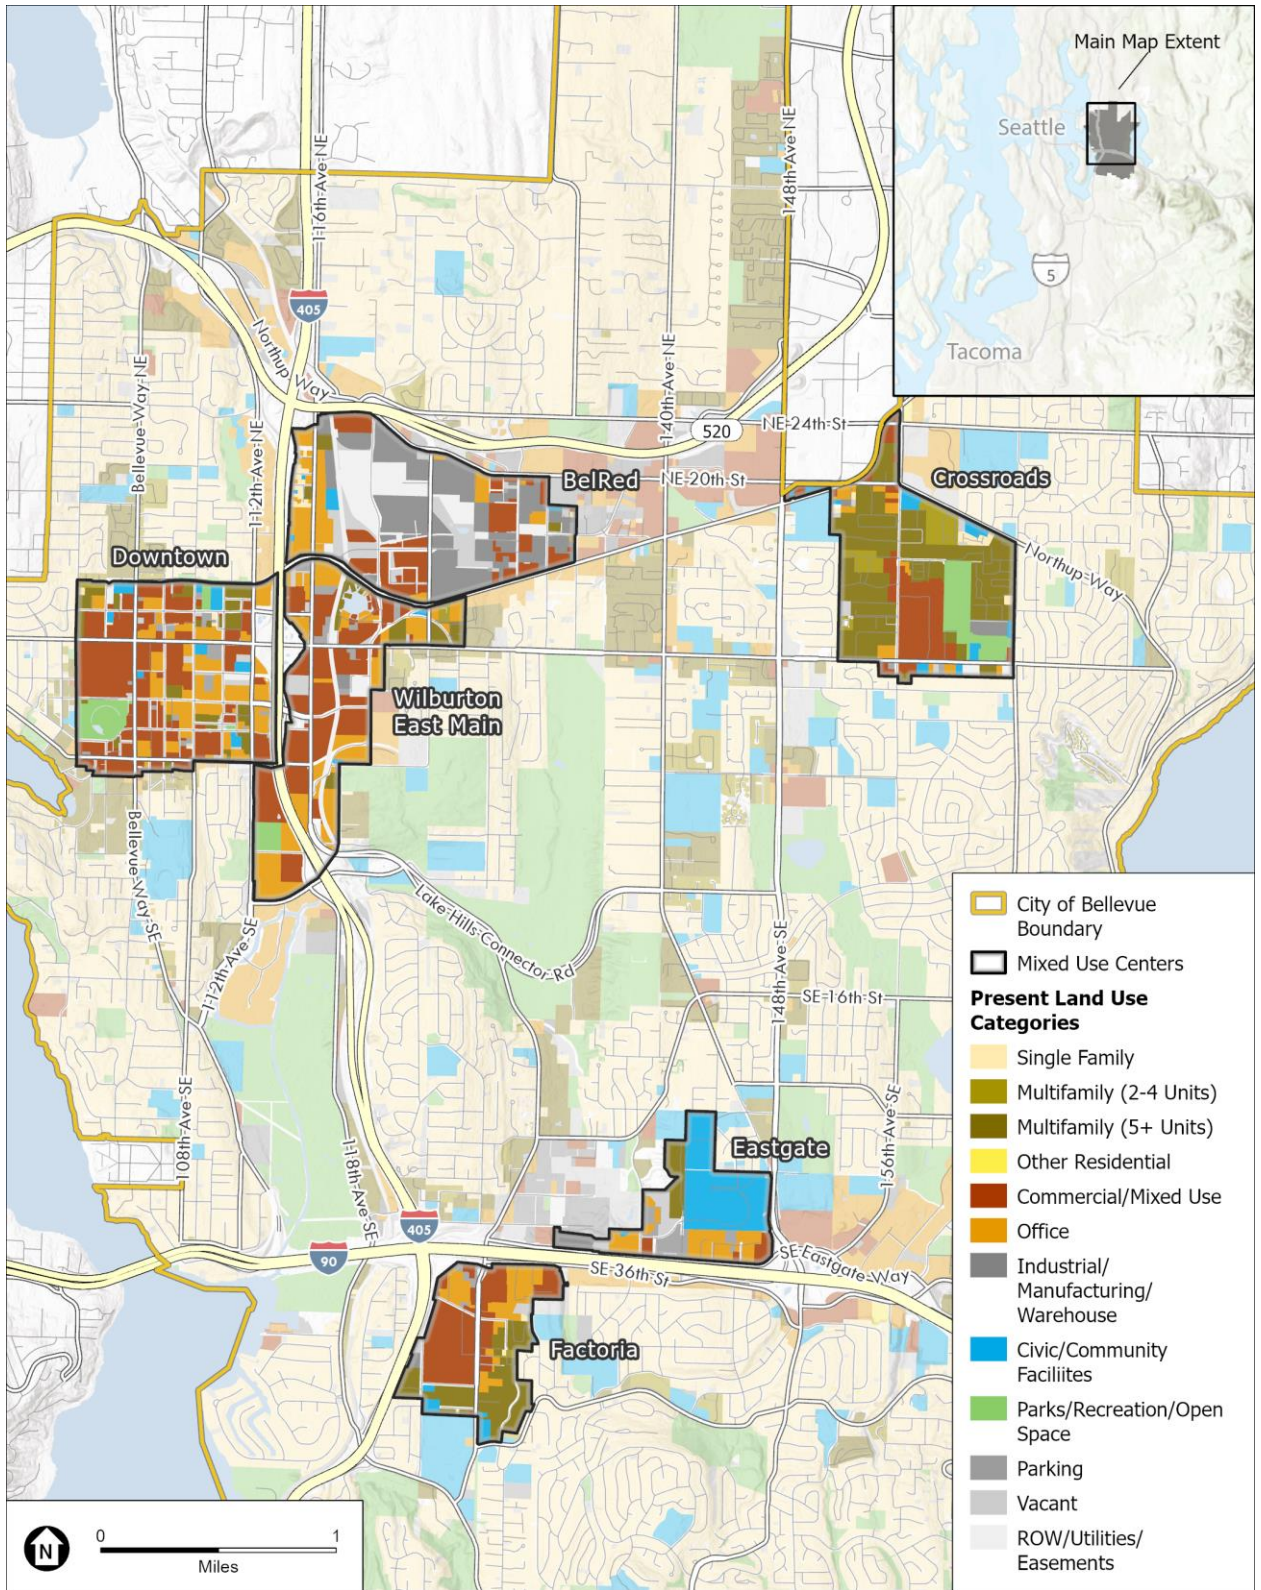 Main Map Extent
Seattle
5
Tacoma
116th-Ave-NE
148th-Ave-NE
405
Northup Way
Bellevue-Way-NE
112th-Ave-NE
140th-Ave-NE
520
NE-24th-St
BelRed
NE-20th-St
Crossroads
Northup-Way
Downtown
Wilburton
East Main
Bellevue-Way-SE
Lake-Hills-Connector-Rd
112th-Ave-SE
148th-Ave-SE
SE-16th-St
108th-Ave-SE
118th-Ave-SE
156th-Ave-SE
Eastgate
405
90
SE-36th-St
SE-Eastgate-Way
Factoria
City of Bellevue
Boundary
Mixed Use Centers
Present Land Use
Categories
Single Family
Multifamily (2-4 Units)
Multifamily (5+ Units)
Other Residential
Commercial/Mixed Use
Office
Industrial/
Manufacturing/
Warehouse
Civic/Community
Faciliites
Parks/Recreation/Open
Space
Parking
Vacant
ROW/Utilities/
Easements
N
0 1
Miles